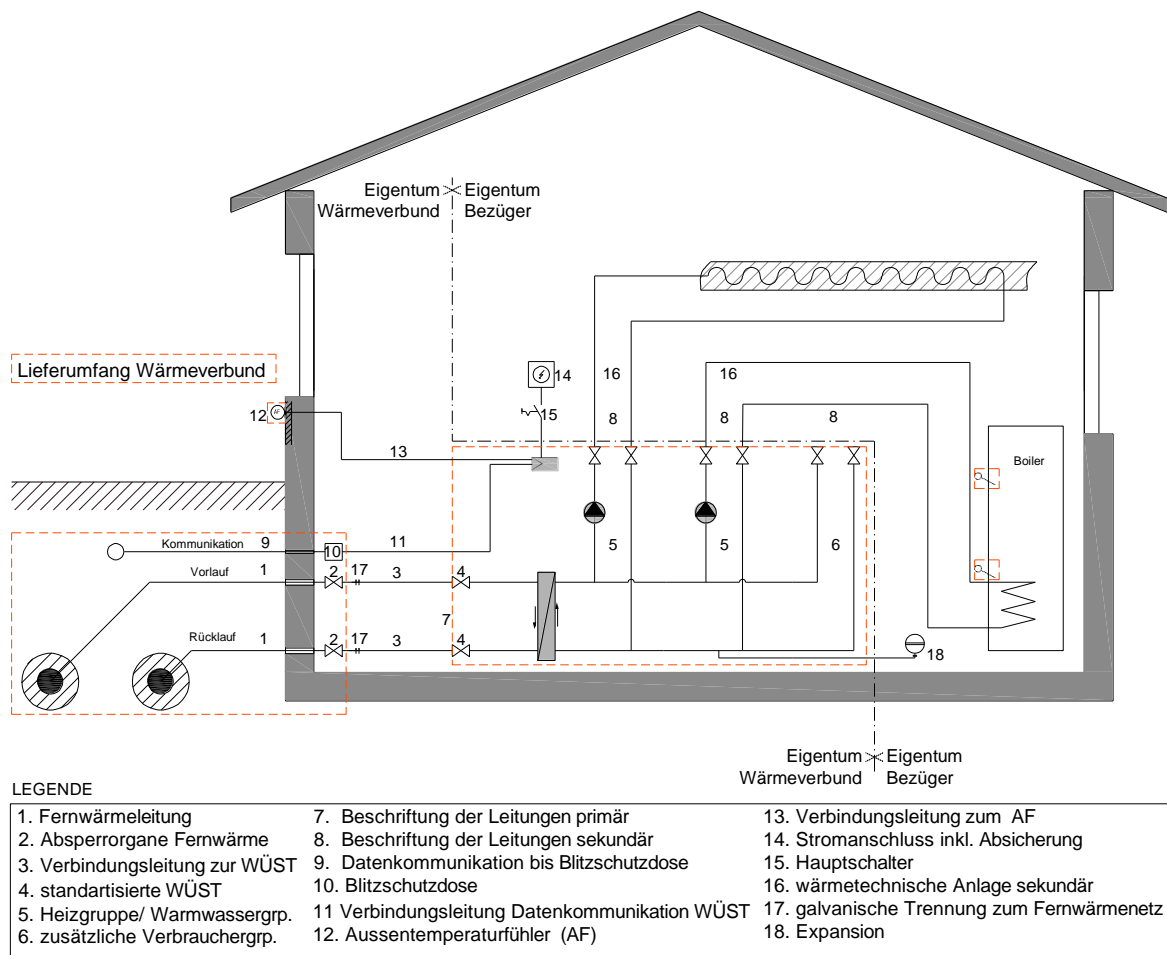 Eigentum Eigentum
Wärmeverbund Bezüger
Lieferumfang Wärmeverbund
14
16
16
12
AF
15
8
8
8
13
Boiler
Kommunikation
9
10
11
5
5
6
Vorlauf
1
2
17
3
4
7
Rücklauf
1
2
17
3
4
18
Eigentum Eigentum
Wärmeverbund Bezüger
LEGENDE
1. Fernwärmeleitung
2. Absperrorgane Fernwärme
3. Verbindungsleitung zur WÜST
4. standartisierte WÜST
5. Heizgruppe/ Warmwassergrp.
6. zusätzliche Verbrauchergrp.
7. Beschriftung der Leitungen primär
8. Beschriftung der Leitungen sekundär
9. Datenkommunikation bis Blitzschutzdose
10. Blitzschutzdose
11 Verbindungsleitung Datenkommunikation WÜST
12. Aussentemperaturfühler (AF)
13. Verbindungsleitung zum AF
14. Stromanschluss inkl. Absicherung
15. Hauptschalter
16. wärmetechnische Anlage sekundär
17. galvanische Trennung zum Fernwärmenetz
18. Expansion